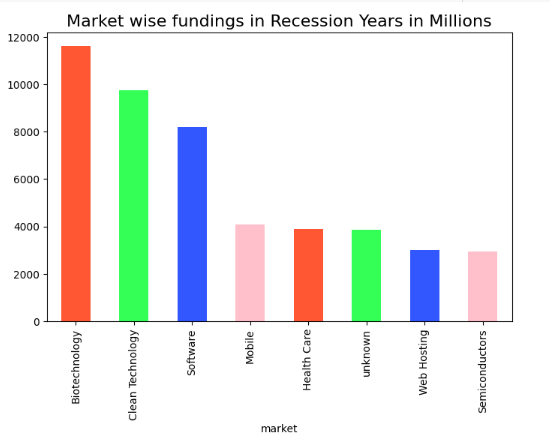 Market wise fundings in Recession Years in Millions
12000
10000
8000
6000
4000
2000
0
Biotechnology
Clean Technology
Software
Mobile
Health Care
unknown
Web Hosting
Semiconductors
market